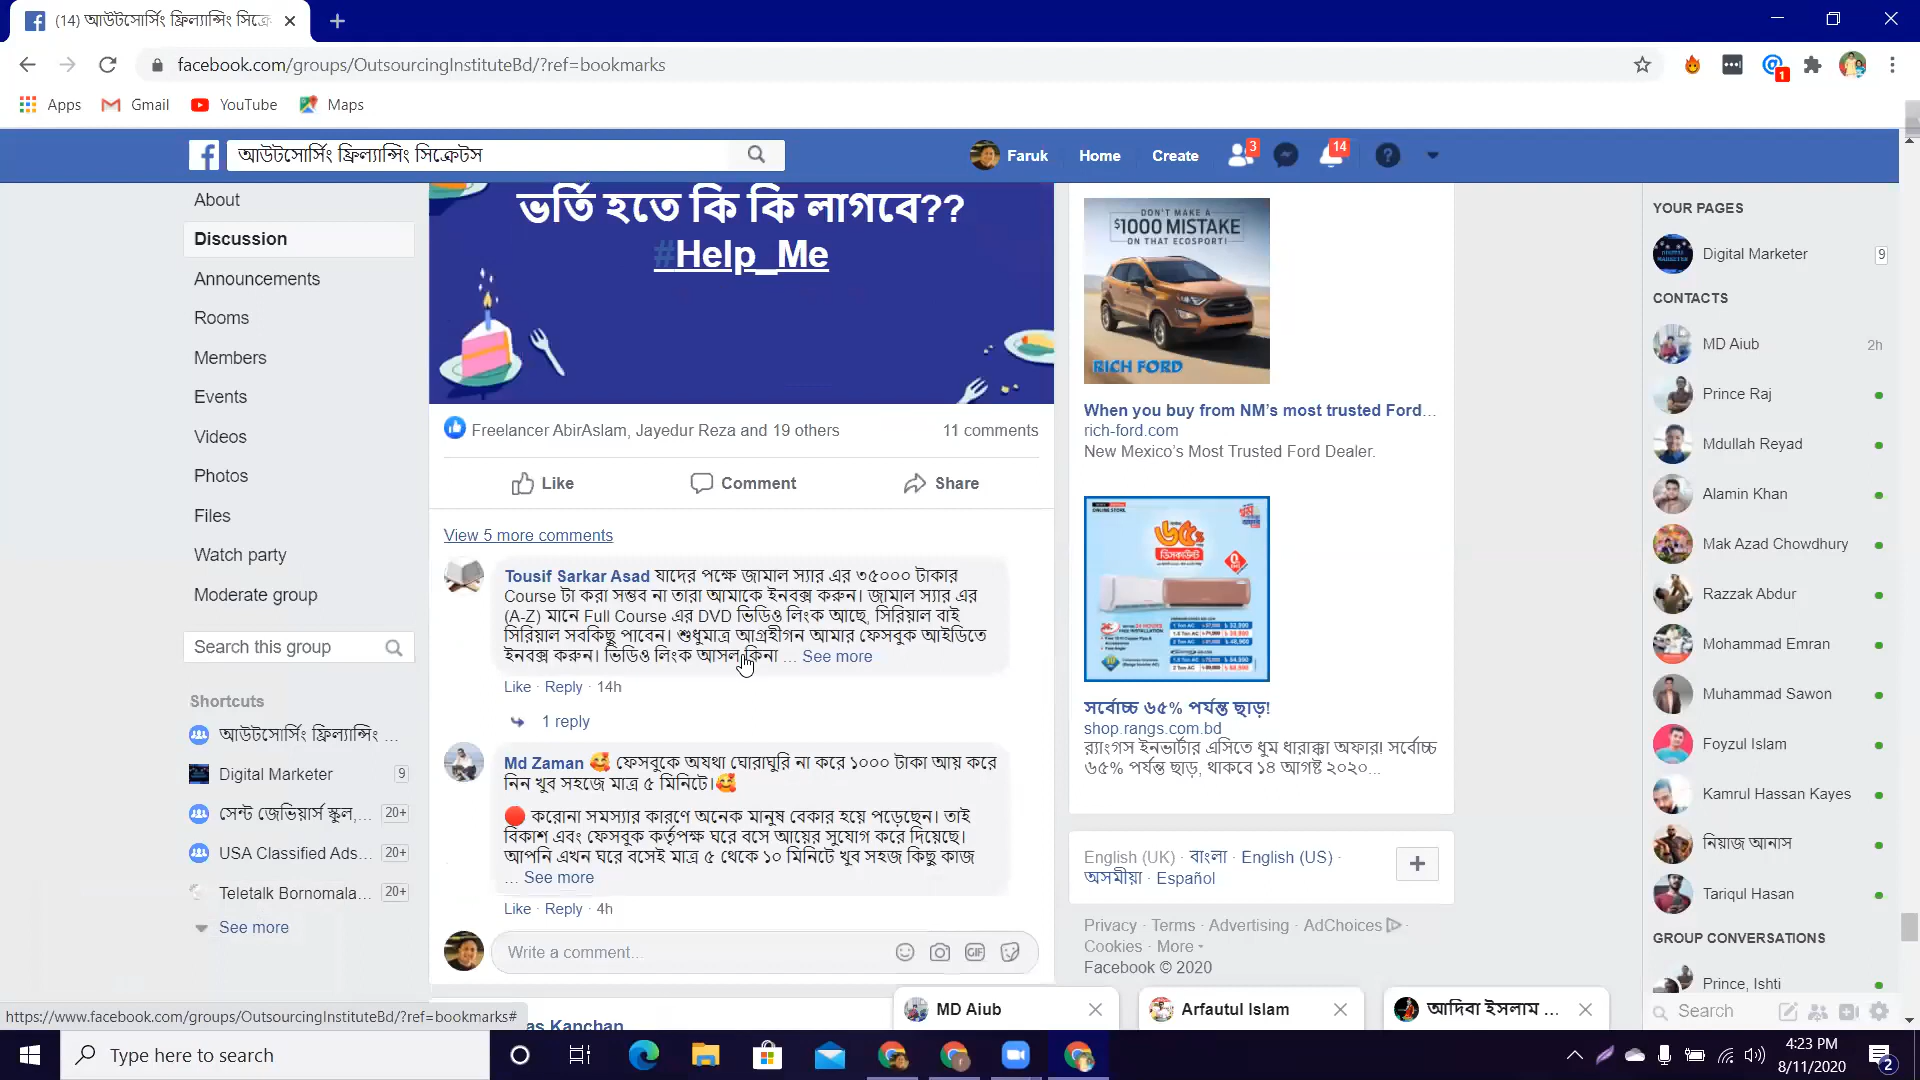 (14) আউটসোর্সিং ফ্রিল্যান্সিং সিক্রে
facebook.com/groups/OutsourcingInstituteBd/?ref=bookmarks
1
Apps Gmail YouTube Maps
আউটসোর্সিং ফ্রিল্যান্সিং সিক্রেটস
Faruk Home Create 3 14
About
Discussion
Announcements
Rooms
Members
Events
Videos
Photos
Files
Watch party
Moderate group
Search this group
Shortcuts
আউটসোর্সিং ফ্রিল্যান্সিং ...
Digital Marketer 9
সেন্ট জেভিয়ার্স স্কুল,... 20+
USA Classified Ads... 20+
Teletalk Bornomala... 20+
See more
ভর্তি হতে কি কি লাগবে??
#Help_Me
Freelancer AbirAslam, Jayedur Reza and 19 others 11 comments
Like Comment Share
View 5 more comments
Tousif Sarkar Asad যাদের পক্ষে জামাল স্যার এর ৩৫০০০ টাকার
Course টা করা সম্ভব না তারা আমাকে ইনবক্স করুন। জামাল স্যার এর
(A-Z) মানে Full Course এর DVD ভিডিও লিংক আছে, সিরিয়াল বাই
সিরিয়াল সবকিছু পাবেন। শুধুমাত্র আগ্রহীগন আমার ফেসবুক আইডিতে
ইনবক্স করুন। ভিডিও লিংক আসল কিনা ... See more
Like · Reply · 14h
1 reply
Md Zaman 🥰 ফেসবুকে অযথা ঘোরাঘুরি না করে ১০০০ টাকা আয় করে
নিন খুব সহজে মাত্র ৫ মিনিটে।🥰
🔴 করোনা সমস্যার কারণে অনেক মানুষ বেকার হয়ে পড়েছেন। তাই
বিকাশ এবং ফেসবুক কর্তৃপক্ষ ঘরে বসে আয়ের সুযোগ করে দিয়েছে।
আপনি এখন ঘরে বসেই মাত্র ৫ থেকে ১০ মিনিটে খুব সহজ কিছু কাজ
... See more
Like · Reply · 4h
Write a comment...
GIF
as Kanchan
DON'T MAKE A
$1000 MISTAKE
ON THAT ECOSPORT!
RICH FORD
When you buy from NM's most trusted Ford...
rich-ford.com
New Mexico's Most Trusted Ford Dealer.
৬৫%
ডিসকাউন্ট
সর্বোচ্চ ৬৫% পর্যন্ত ছাড়!
shop.rangs.com.bd
র‍্যাংগস ইনভার্টার এসিতে ধুম ধারাক্কা অফার! সর্বোচ্চ
৬৫% পর্যন্ত ছাড়, থাকবে ১৪ আগষ্ট ২০২০...
English (UK) · বাংলা · English (US) ·
অসমীয়া · Español
Privacy · Terms · Advertising · AdChoices ·
Cookies · More
Facebook © 2020
YOUR PAGES
Digital Marketer 9
CONTACTS
MD Aiub 2h
Prince Raj
Mdullah Reyad
Alamin Khan
Mak Azad Chowdhury
Razzak Abdur
Mohammad Emran
Muhammad Sawon
Foyzul Islam
Kamrul Hassan Kayes
নিয়াজ আনাস
Tariqul Hasan
GROUP CONVERSATIONS
Prince, Ishti
Search
https://www.facebook.com/groups/OutsourcingInstituteBd/?ref=bookmarks#
MD Aiub Arfautul Islam আদিবা ইসলাম ...
Type here to search
4:23 PM
8/11/2020
2